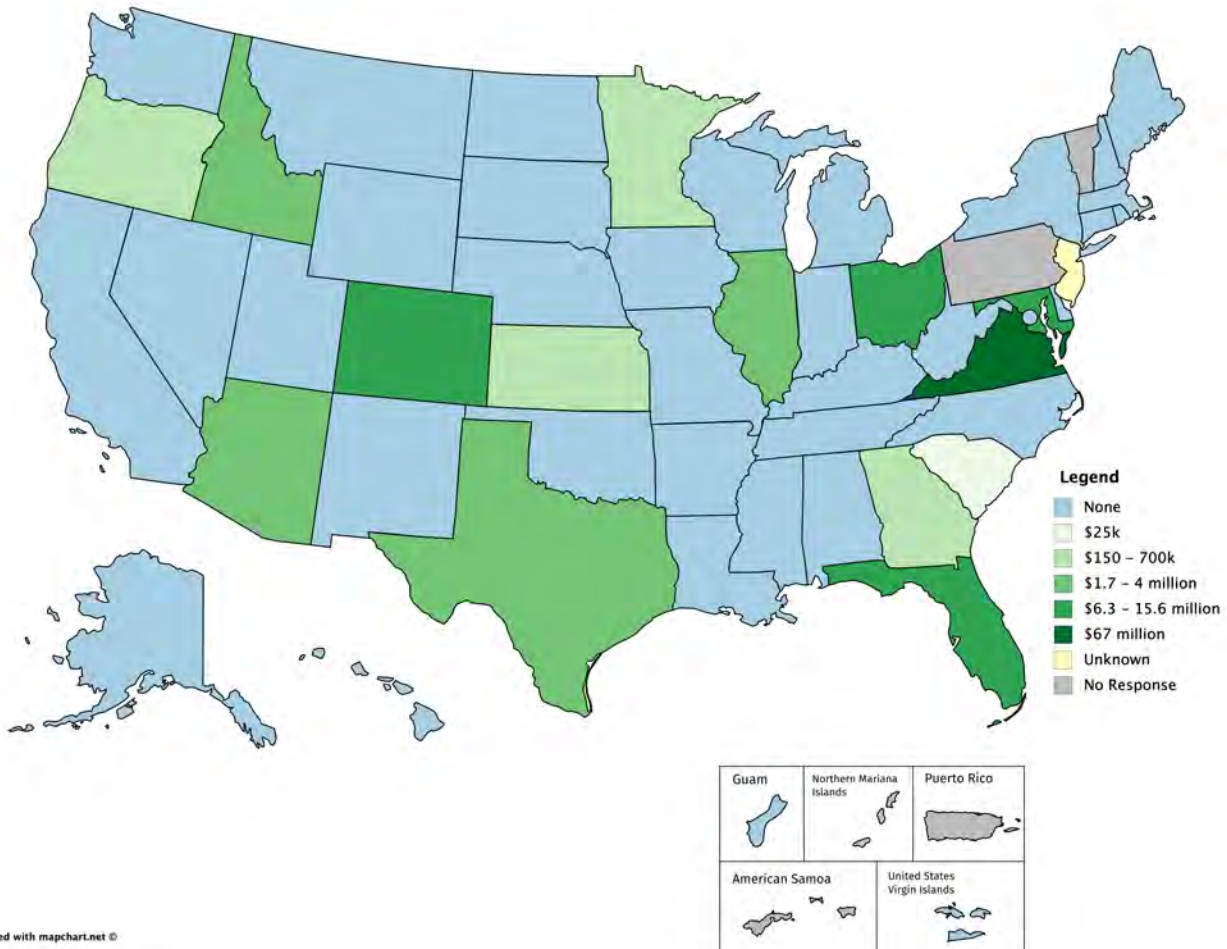 Legend
None
$25k
$150 – 700k
$1.7 – 4 million
$6.3 – 15.6 million
$67 million
Unknown
No Response
Guam
Northern Mariana
Islands
Puerto Rico
American Samoa
United States
Virgin Islands
ed with mapchart.net ©